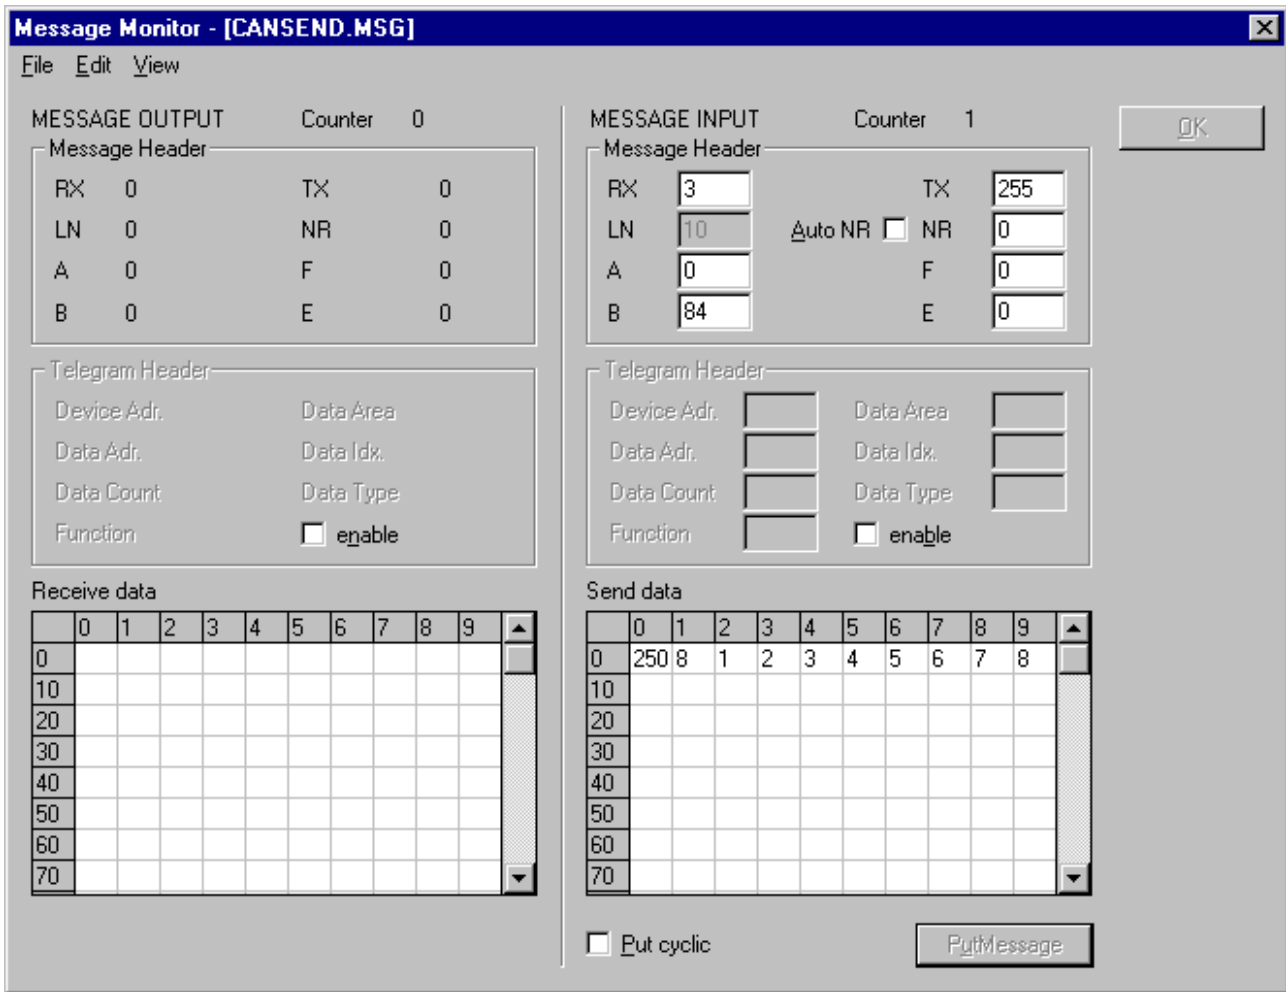 Message Monitor - [CANSEND.MSG]
File Edit View
MESSAGE OUTPUT Counter 0
Message Header
RX 0 TX 0
LN 0 NR 0
A 0 F 0
B 0 E 0
Telegram Header
Device Adr. Data Area
Data Adr. Data Idx.
Data Count Data Type
Function enable
Receive data
0 1 2 3 4 5 6 7 8 9
0
10
20
30
40
50
60
70
MESSAGE INPUT Counter 1
Message Header
RX 3 TX 255
LN 10 Auto NR NR 0
A 0 F 0
B 84 E 0
Telegram Header
Device Adr. Data Area
Data Adr. Data Idx.
Data Count Data Type
Function enable
Send data
0 1 2 3 4 5 6 7 8 9
0 250 8 1 2 3 4 5 6 7 8
10
20
30
40
50
60
70
Put cyclic PutMessage
OK